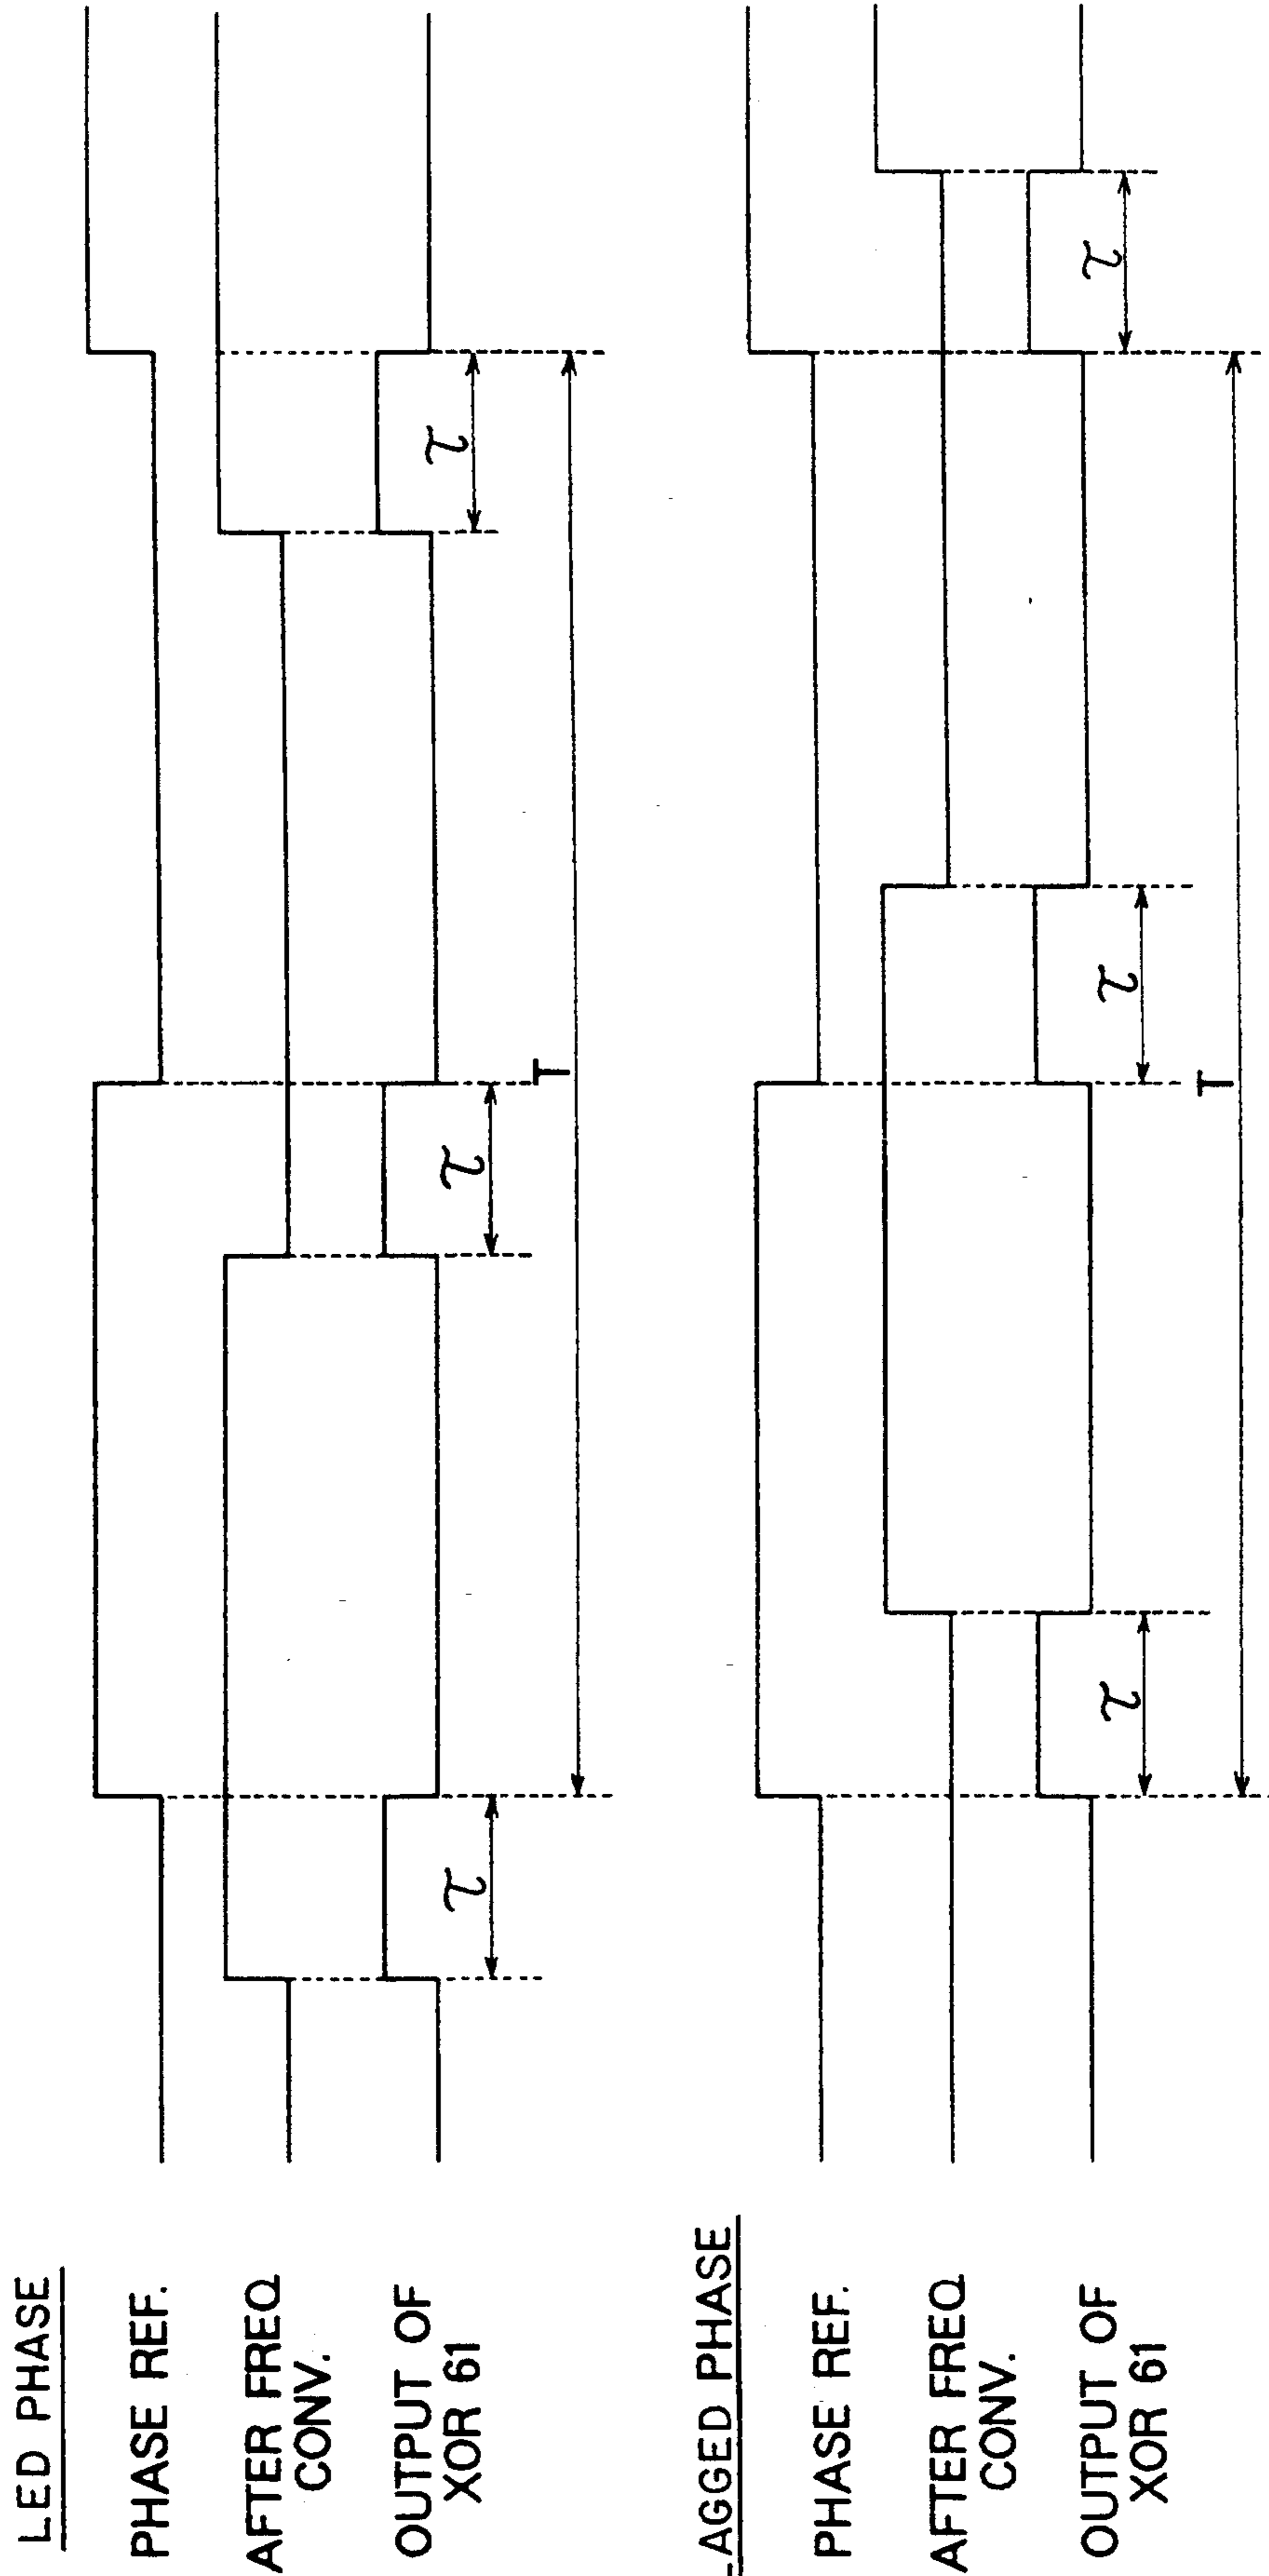 LED PHASE
PHASE REF.
AFTER FREQ
CONV.
OUTPUT OF
XOR 61
τ
τ
τ
T
LAGGED PHASE
PHASE REF.
AFTER FREQ
CONV.
OUTPUT OF
XOR 61
τ
τ
τ
T